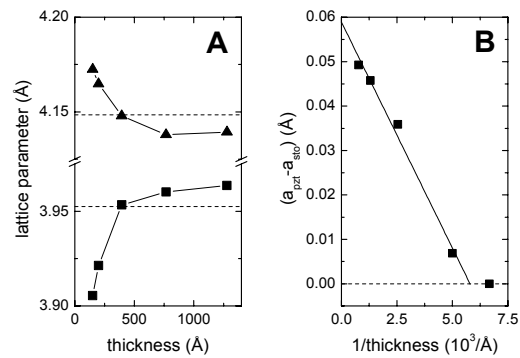 A
4.20
4.15
3.95
3.90
lattice parameter (Å)
0 500 1000
thickness (Å)
B
0.06
0.05
0.04
0.03
0.02
0.01
0.00
(a_pzt-a_sto) (Å)
0.0 2.5 5.0 7.5
1/thickness (10^3/Å)